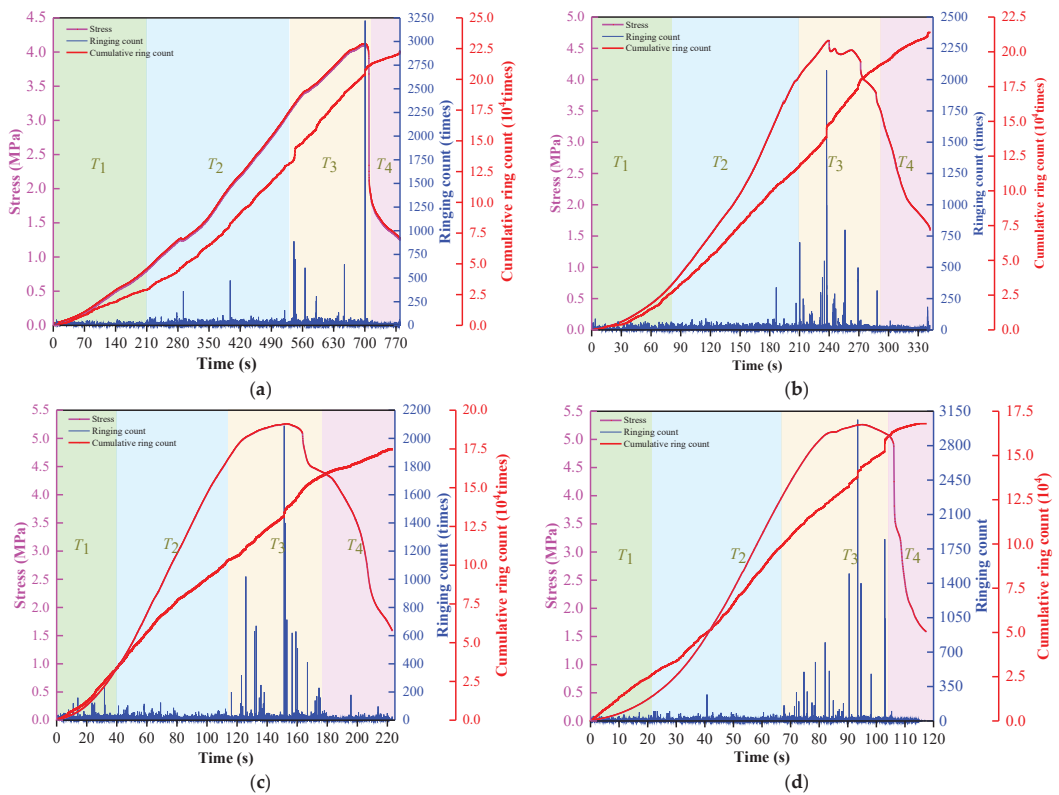 Stress (MPa)
4.5
4.0
3.5
3.0
2.5
2.0
1.5
1.0
0.5
0.0
Stress
Ringing count
Cumulative ring count
T1
T2
T3
T4
0 70 140 210 280 350 420 490 560 630 700 770
Time (s)
3250
3000
2750
2500
2250
2000
1750
1500
1250
1000
750
500
250
0
Ringing count (times)
25.0
22.5
20.0
17.5
15.0
12.5
10.0
7.5
5.0
2.5
0.0
Cumulative ring count (10⁴times)
(a)
Stress (MPa)
5.0
4.5
4.0
3.5
3.0
2.5
2.0
1.5
1.0
0.5
0.0
Stress
Ringing count
Cumulative ring count
T1
T2
T3
T4
0 30 60 90 120 150 180 210 240 270 300 330
Time (s)
2500
2250
2000
1750
1500
1250
1000
750
500
250
0
Ringing count (times)
22.5
20.0
17.5
15.0
12.5
10.0
7.5
5.0
2.5
0.0
Cumulative ring count (10⁴times)
(b)
Stress (MPa)
5.5
5.0
4.5
4.0
3.5
3.0
2.5
2.0
1.5
1.0
0.5
0.0
Stress
Ringing count
Cumulative ring count
T1
T2
T3
T4
0 20 40 60 80 100 120 140 160 180 200 220
Time (s)
2200
2000
1800
1600
1400
1200
1000
800
600
400
200
0
Ringing count (times)
20.0
17.5
15.0
12.5
10.0
7.5
5.0
2.5
0.0
Cumulative ring count (10⁴times)
(c)
Stress (MPa)
5.5
5.0
4.5
4.0
3.5
3.0
2.5
2.0
1.5
1.0
0.5
0.0
Stress
Ringing count
Cumulative ring count
T1
T2
T3
T4
0 10 20 30 40 50 60 70 80 90 100 110 120
Time (s)
3150
2800
2450
2100
1750
1400
1050
700
350
0
Ringing count
17.5
15.0
12.5
10.0
7.5
5.0
2.5
0.0
Cumulative ring count (10⁴)
(d)